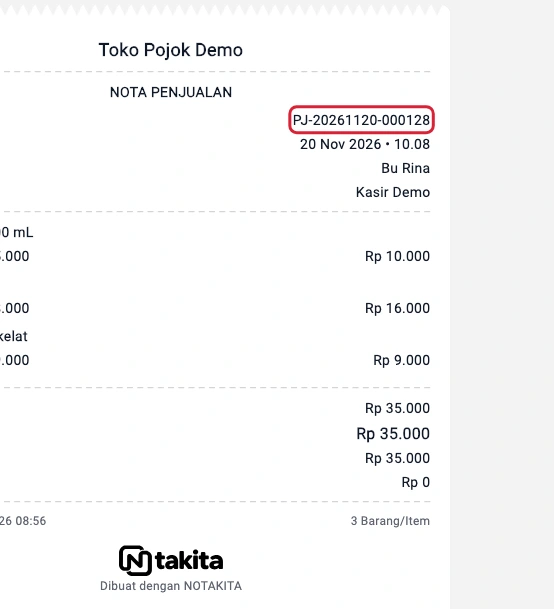 Toko Pojok Demo
NOTA PENJUALAN
PJ-20261120-000128
20 Nov 2026 • 10.08
Bu Rina
Kasir Demo
00 mL
.000 Rp 10.000
.000 Rp 16.000
kelat
.000 Rp 9.000
Rp 35.000
Rp 35.000
Rp 35.000
Rp 0
26 08:56 3 Barang/Item
Ntakita
Dibuat dengan NOTAKITA